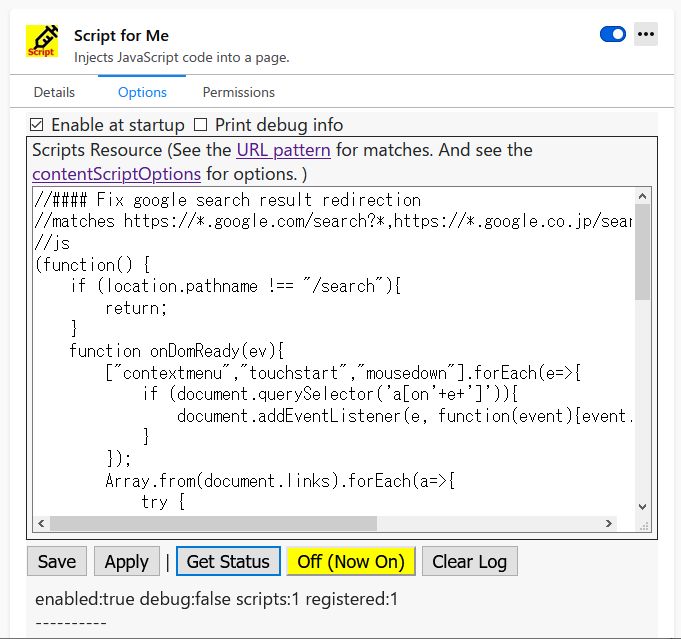 Script for Me
Script
Injects JavaScript code into a page.
Details Options Permissions
Enable at startup Print debug info
Scripts Resource (See the URL pattern for matches. And see the
contentScriptOptions for options. )
//#### Fix google search result redirection
//matches https://*.google.com/search?*,https://*.google.co.jp/sear
//js
(function() {
    if (location.pathname !== "/search"){
        return;
    }
    function onDomReady(ev){
        ["contextmenu","touchstart","mousedown"].forEach(e=>{
            if (document.querySelector('a[on'+e+']')){
                document.addEventListener(e, function(event){event.
            }
        });
        Array.from(document.links).forEach(a=>{
            try {
Save Apply | Get Status Off (Now On) Clear Log
enabled:true debug:false scripts:1 registered:1
----------